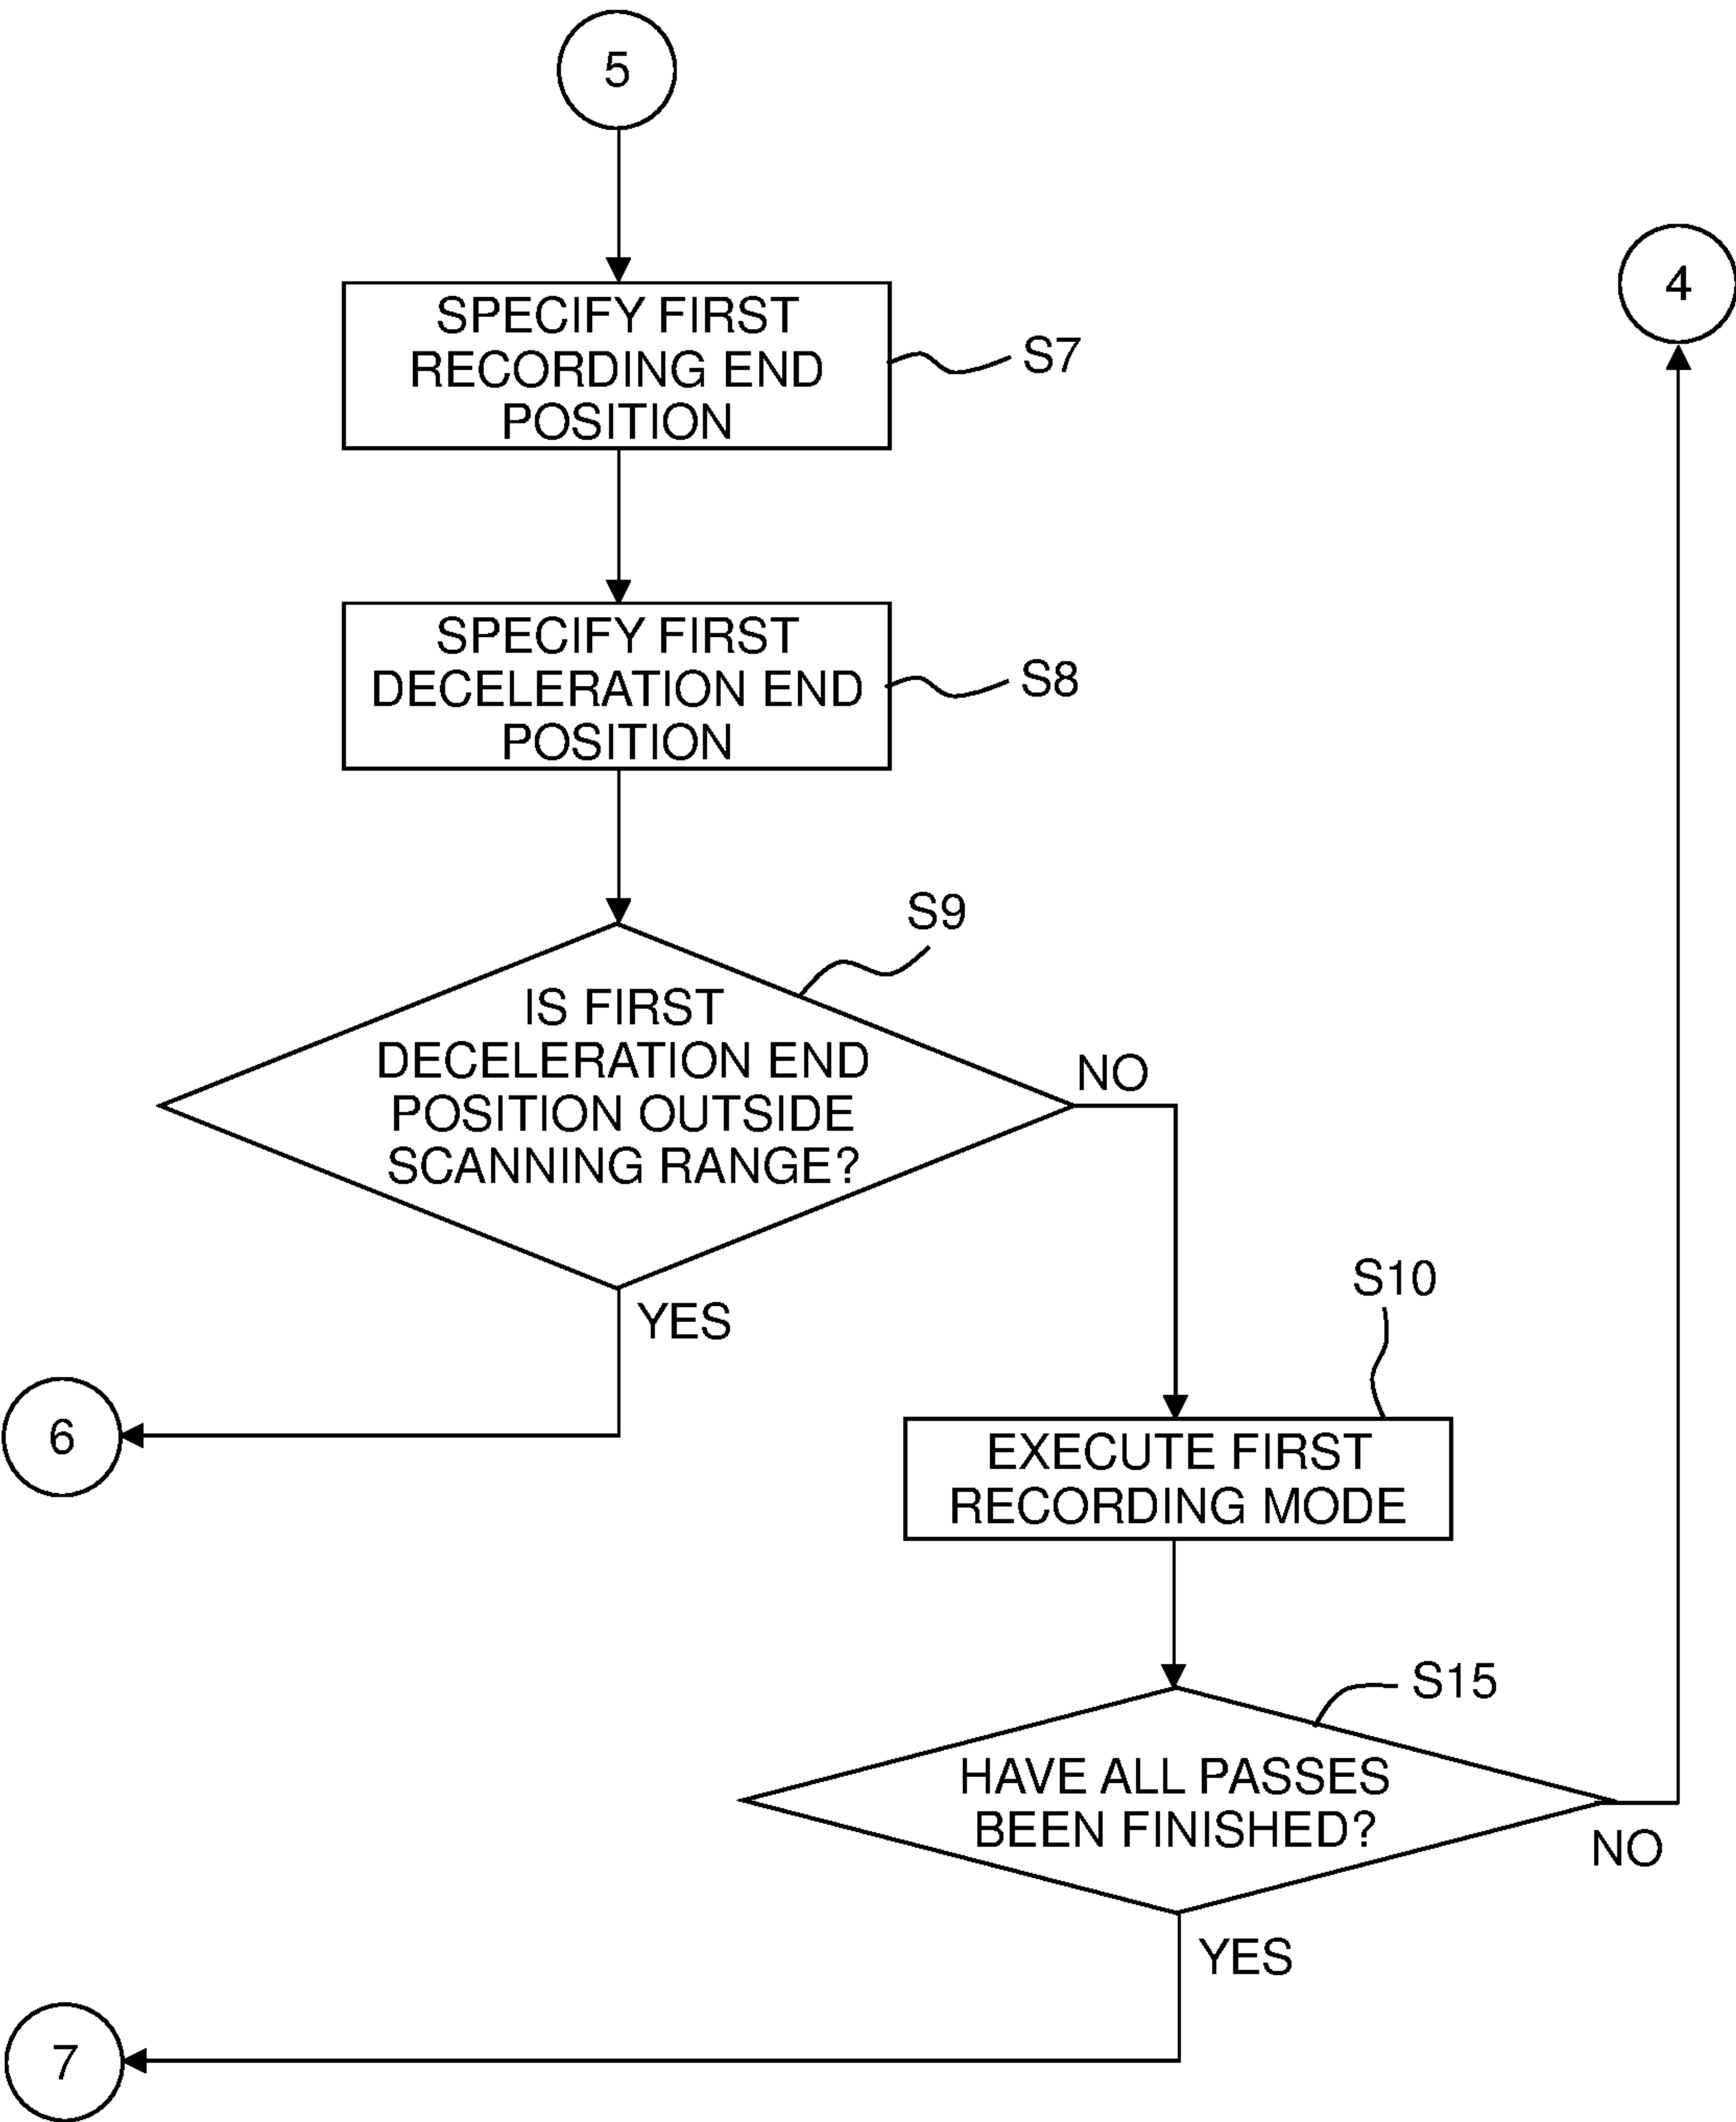 5
4
SPECIFY FIRST
RECORDING END
POSITION
S7
SPECIFY FIRST
DECELERATION END
POSITION
S8
S9
IS FIRST
DECELERATION END
POSITION OUTSIDE
SCANNING RANGE?
NO
YES
S10
6
EXECUTE FIRST
RECORDING MODE
S15
HAVE ALL PASSES
BEEN FINISHED?
NO
YES
7